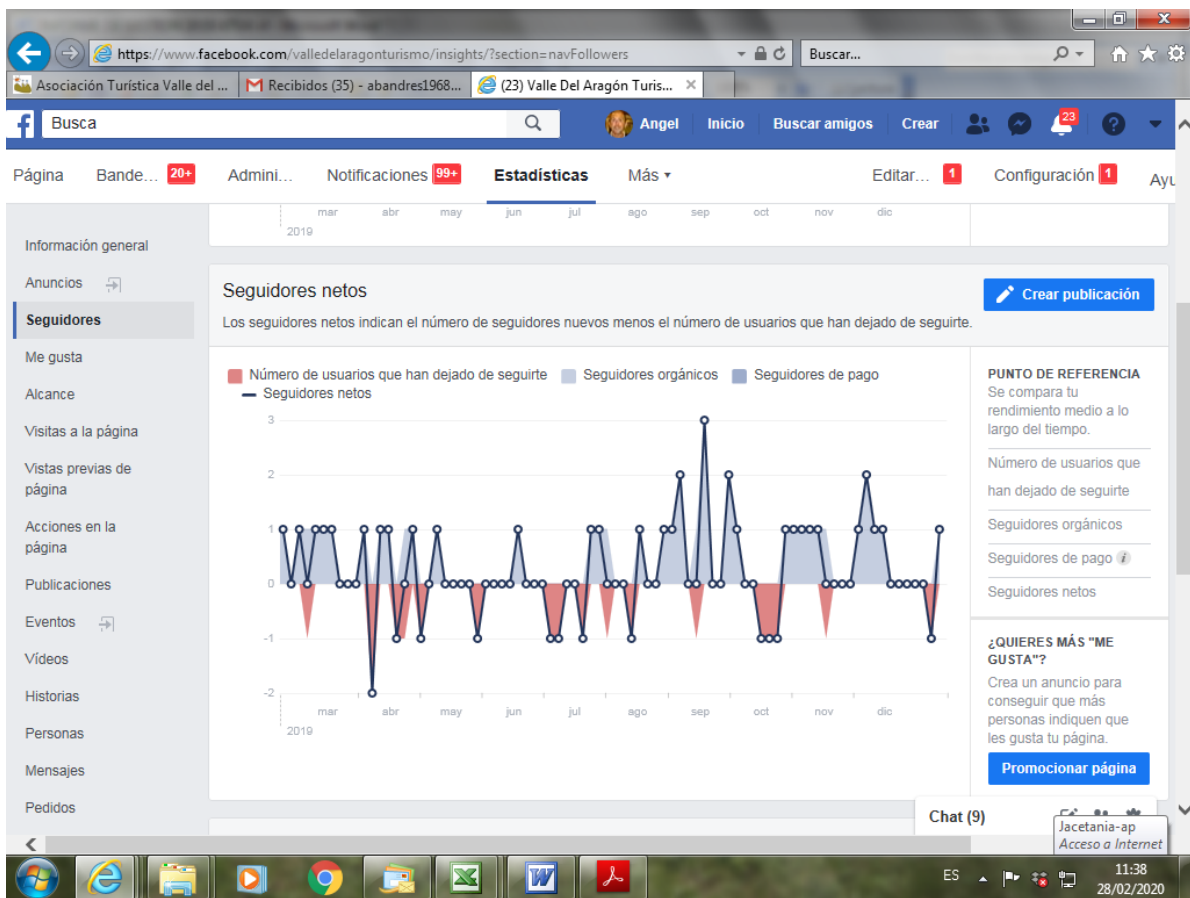 https://www.facebook.com/valledelaragonturismo/insights/?section=navFollowers
Buscar...
Asociación Turística Valle del ...
Recibidos (35) - abandres1968...
(23) Valle Del Aragón Turis...
f
Busca
Angel
Inicio
Buscar amigos
Crear
23
Página
Bande... 20+
Admini...
Notificaciones 99+
Estadísticas
Más
Editar... 1
Configuración 1
Ayu
mar abr may jun jul ago sep oct nov dic
2019
Información general
Anuncios
Seguidores
Me gusta
Alcance
Visitas a la página
Vistas previas de
página
Acciones en la
página
Publicaciones
Eventos
Vídeos
Historias
Personas
Mensajes
Pedidos
Seguidores netos
Crear publicación
Los seguidores netos indican el número de seguidores nuevos menos el número de usuarios que han dejado de seguirte.
Número de usuarios que han dejado de seguirte
Seguidores orgánicos
Seguidores de pago
Seguidores netos
3
2
1
0
-1
-2
mar abr may jun jul ago sep oct nov dic
2019
PUNTO DE REFERENCIA
Se compara tu
rendimiento medio a lo
largo del tiempo.
Número de usuarios que
han dejado de seguirte
Seguidores orgánicos
Seguidores de pago i
Seguidores netos
¿QUIERES MÁS "ME
GUSTA"?
Crea un anuncio para
conseguir que más
personas indiquen que
les gusta tu página.
Promocionar página
Chat (9)
Jacetania-ap
Acceso a Internet
ES
11:38
28/02/2020